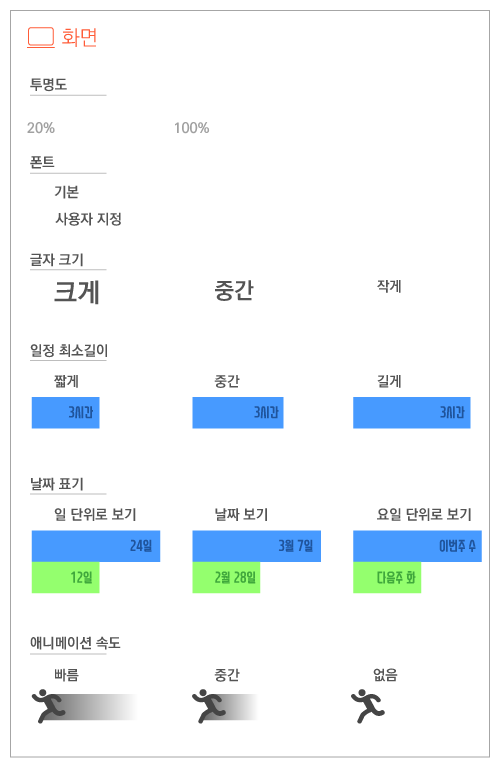 화면
투명도
20% 100%
폰트
기본
사용자 지정
글자 크기
크게 중간 작게
일정 최소길이
짧게 중간 길게
3시간 3시간 3시간
날짜 표기
일 단위로 보기 날짜 보기 요일 단위로 보기
24일 3월 7일 이번주 수
12일 2월 28일 다음주 화
애니메이션 속도
빠름 중간 없음